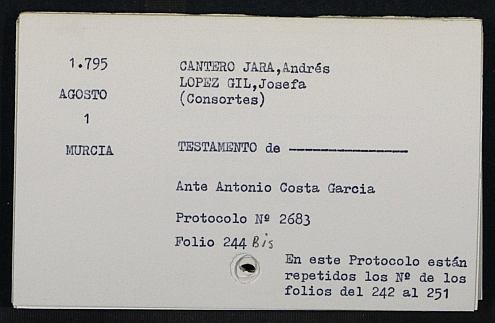 1.795
AGOSTO
1
MURCIA
CANTERO JARA,Andrés
LOPEZ GIL,Josefa
(Consortes)
TESTAMENTO de ---------------
Ante Antonio Costa Garcia
Protocolo Nº 2683
Folio 244 Bis
En este Protocolo están
repetidos los Nº de los
folios del 242 al 251